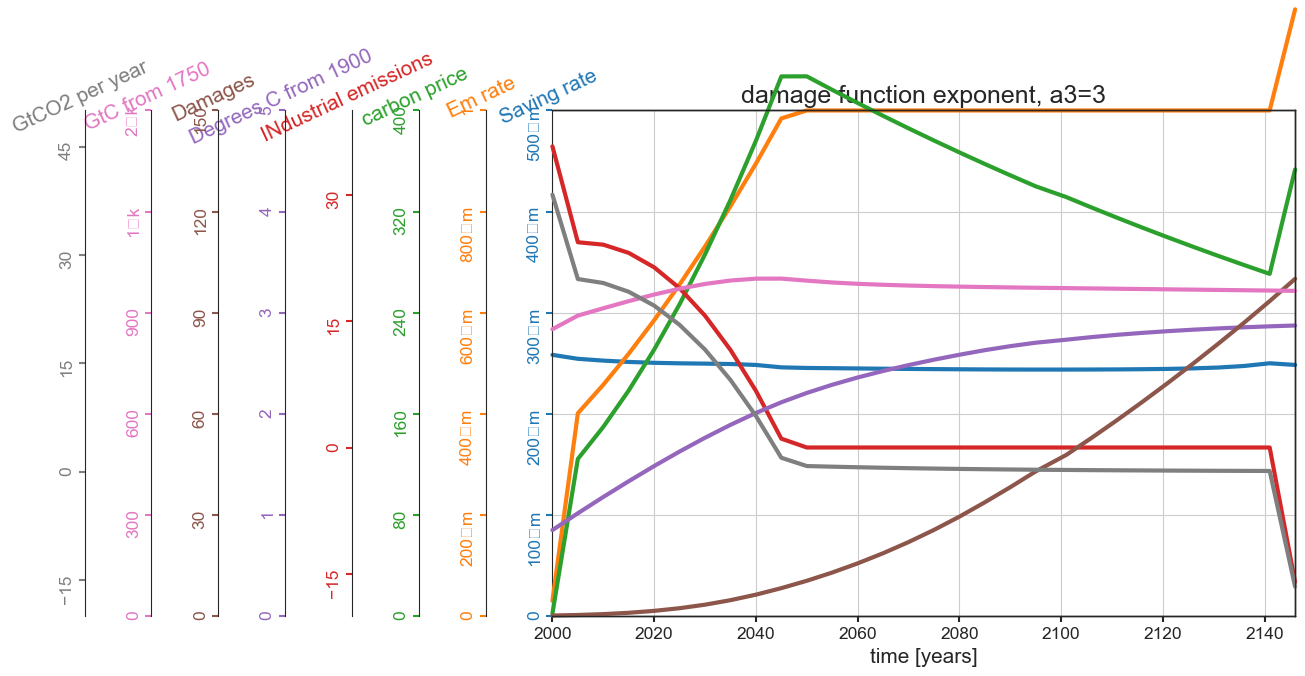 damage function exponent, a3=3
GtCO2 per year
GtC from 1750
Damages
Degrees C from 1900
INdustrial emissions
carbon price
Em rate
Saving rate
45
30
15
0
−15
1□k
900
600
300
0
150
120
90
60
30
0
5
4
3
2
1
0
30
15
0
−15
400
320
240
160
80
0
800□m
600□m
400□m
200□m
0
500□m
400□m
300□m
200□m
100□m
0
2000 2020 2040 2060 2080 2100 2120 2140
time [years]